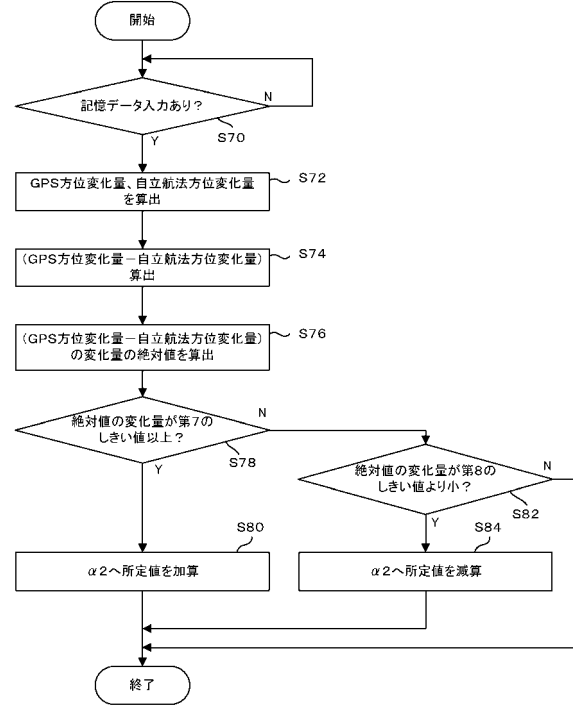 開始
N
記憶データ入力あり?
S70
Y
GPS方位変化量、自立航法方位変化量
を算出
S72
(GPS方位変化量－自立航法方位変化量)
算出
S74
(GPS方位変化量－自立航法方位変化量)
の変化量の絶対値を算出
S76
絶対値の変化量が第7の
しきい値以上?
N
S78
Y
絶対値の変化量が第8の
しきい値より小?
N
S82
Y
S80
α2へ所定値を加算
S84
α2へ所定値を減算
終了